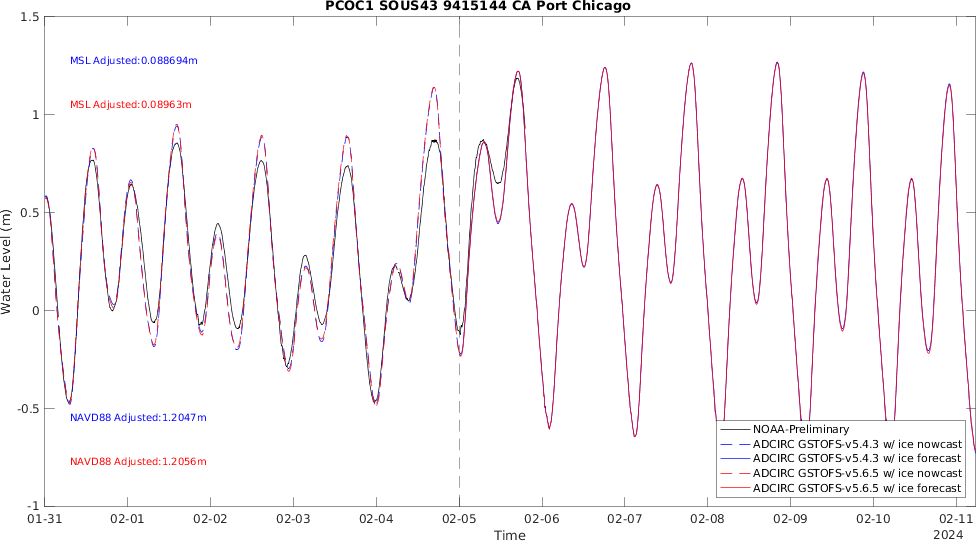 PCOC1 SOUS43 9415144 CA Port Chicago
1.5
MSL Adjusted:0.088694m
MSL Adjusted:0.08963m
1
0.5
Water Level (m)
0
-0.5
NAVD88 Adjusted:1.2047m
NAVD88 Adjusted:1.2056m
NOAA-Preliminary
ADCIRC GSTOFS-v5.4.3 w/ ice nowcast
ADCIRC GSTOFS-v5.4.3 w/ ice forecast
ADCIRC GSTOFS-v5.6.5 w/ ice nowcast
ADCIRC GSTOFS-v5.6.5 w/ ice forecast
-1
01-31 02-01 02-02 02-03 02-04 02-05 02-06 02-07 02-08 02-09 02-10 02-11
Time
2024